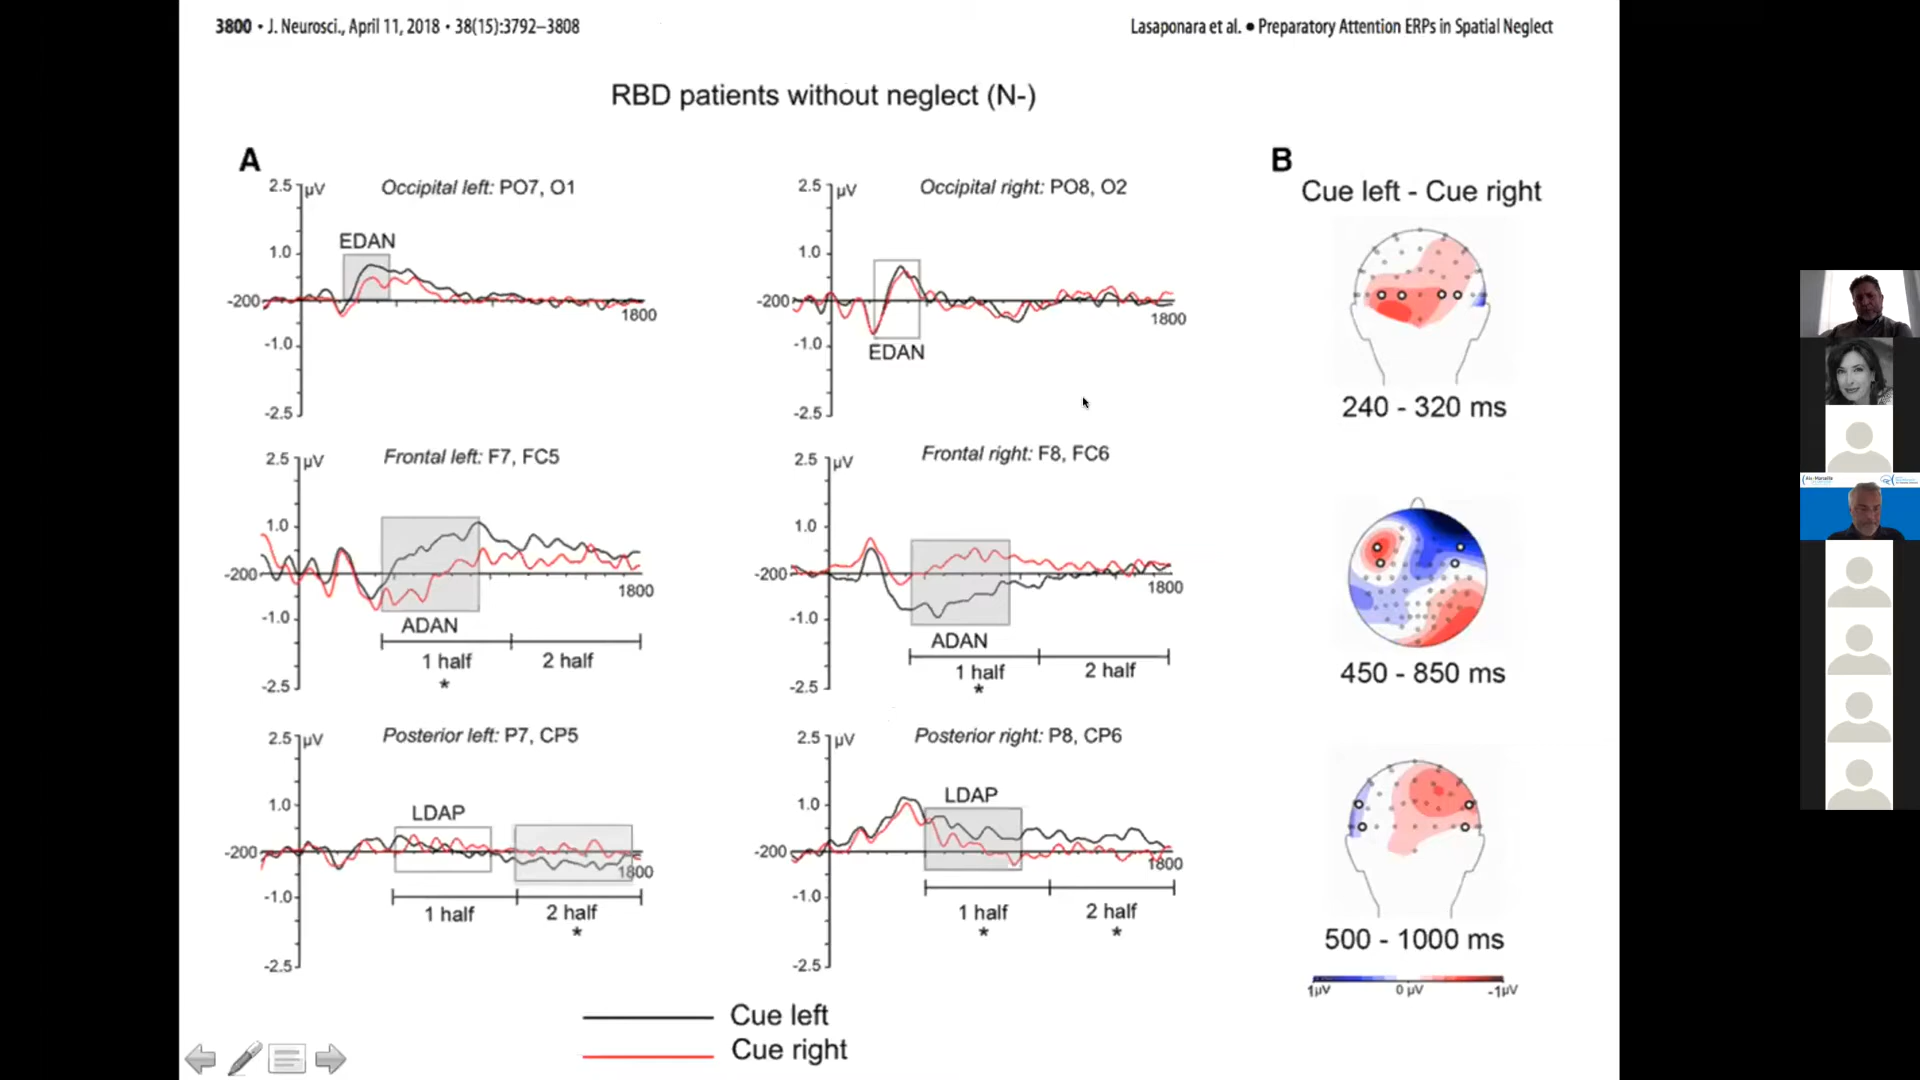 3800 • J. Neurosci., April 11, 2018 • 38(15):3792–3808
Lasaponara et al. • Preparatory Attention ERPs in Spatial Neglect
RBD patients without neglect (N-)
A
2.5 µV
Occipital left: PO7, O1
EDAN
1.0
-200
1800
-1.0
-2.5
2.5 µV
Occipital right: PO8, O2
1.0
-200
1800
-1.0
EDAN
-2.5
2.5 µV
Frontal left: F7, FC5
1.0
-200
1800
-1.0
ADAN
1 half
2 half
*
-2.5
2.5 µV
Frontal right: F8, FC6
1.0
-200
1800
-1.0
ADAN
1 half
2 half
*
-2.5
2.5 µV
Posterior left: P7, CP5
1.0
LDAP
-200
1800
-1.0
1 half
2 half
*
-2.5
2.5 µV
Posterior right: P8, CP6
LDAP
1.0
-200
1800
-1.0
1 half
2 half
*
*
-2.5
Cue left
Cue right
B
Cue left - Cue right
240 - 320 ms
450 - 850 ms
500 - 1000 ms
1µV
0 µV
-1µV